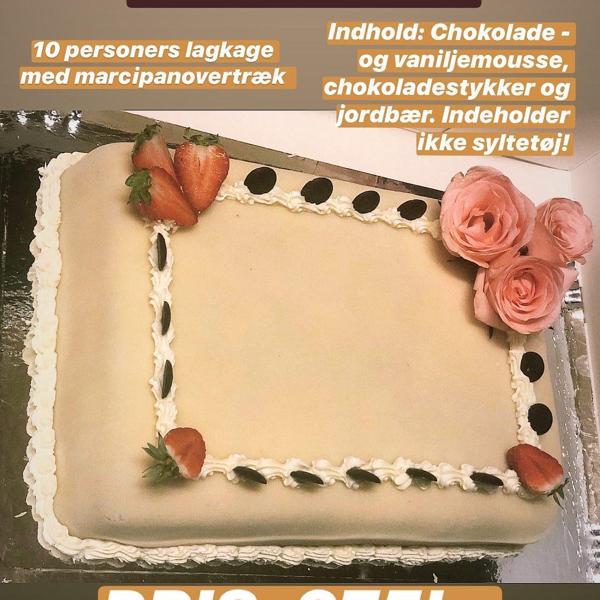 10 personers lagkage
med marcipanovertræk
Indhold: Chokolade -
og vaniljemousse,
chokoladestykker og
jordbær. Indeholder
ikke syltetøj!